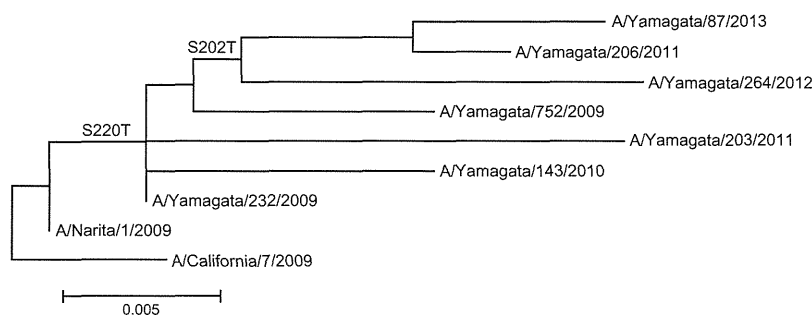 A/Yamagata/87/2013
S202T
A/Yamagata/206/2011
A/Yamagata/264/2012
A/Yamagata/752/2009
S220T
A/Yamagata/203/2011
A/Yamagata/143/2010
A/Yamagata/232/2009
A/Narita/1/2009
A/California/7/2009
0.005